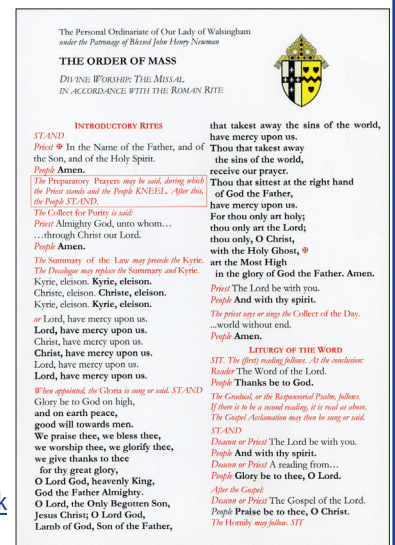 The Personal Ordinariate of Our Lady of Walsingham
under the Patronage of Blessed John Henry Newman
THE ORDER OF MASS
DIVINE WORSHIP: THE MISSAL
IN ACCORDANCE WITH THE ROMAN RITE
INTRODUCTORY RITES
STAND
Priest ✠ In the Name of the Father, and of
the Son, and of the Holy Spirit.
People Amen.
The Preparatory Prayers may be said, during which
the Priest stands and the People KNEEL. After this,
the People STAND.
The Collect for Purity is said:
Priest Almighty God, unto whom…
…through Christ our Lord.
People Amen.
The Summary of the Law may precede the Kyrie.
The Decalogue may replace the Summary and Kyrie.
Kyrie, eleison. Kyrie, eleison.
Christe, eleison. Christe, eleison.
Kyrie, eleison. Kyrie, eleison.
or Lord, have mercy upon us.
Lord, have mercy upon us.
Christ, have mercy upon us.
Christ, have mercy upon us.
Lord, have mercy upon us.
Lord, have mercy upon us.
When appointed, the Gloria is sung or said. STAND
Glory be to God on high,
and on earth peace,
good will towards men.
We praise thee, we bless thee,
we worship thee, we glorify thee,
we give thanks to thee
for thy great glory,
O Lord God, heavenly King,
God the Father Almighty.
O Lord, the Only Begotten Son,
Jesus Christ; O Lord God,
Lamb of God, Son of the Father,
that takest away the sins of the world,
have mercy upon us.
Thou that takest away
the sins of the world,
receive our prayer.
Thou that sittest at the right hand
of God the Father,
have mercy upon us.
For thou only art holy;
thou only art the Lord;
thou only, O Christ,
with the Holy Ghost, ✠
art the Most High
in the glory of God the Father. Amen.
Priest The Lord be with you.
People And with thy spirit.
The priest says or sings the Collect of the Day.
...world without end.
People Amen.
LITURGY OF THE WORD
SIT. The (first) reading follows. At the conclusion:
Reader The Word of the Lord.
People Thanks be to God.
The Gradual, or the Responsorial Psalm, follows.
If there is to be a second reading, it is read as above.
The Gospel Acclamation may then be sung or said.
STAND
Deacon or Priest The Lord be with you.
People And with thy spirit.
Deacon or Priest A reading from…
People Glory be to thee, O Lord.
After the Gospel:
Deacon or Priest The Gospel of the Lord.
People Praise be to thee, O Christ.
The Homily may follow. SIT
k